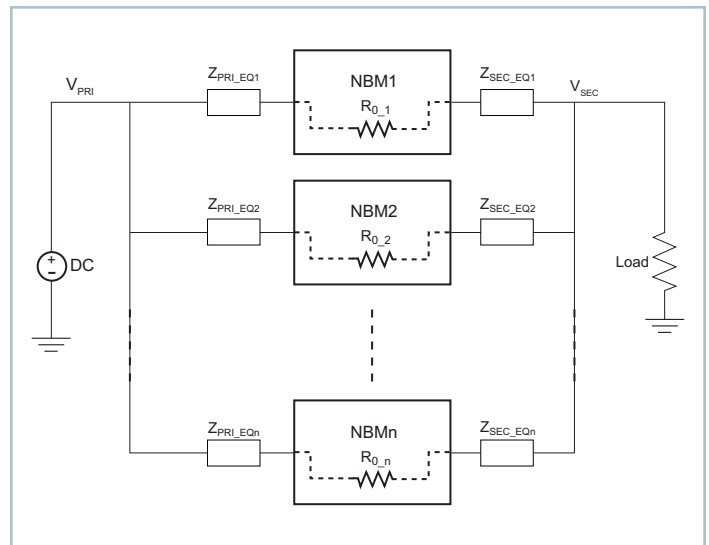 NBM1
Z_PRI_EQ1
Z_SEC_EQ1
V_PRI
V_SEC
R_0_1
NBM2
Z_PRI_EQ2
Z_SEC_EQ2
R_0_2
+
DC
–
Load
NBMn
Z_PRI_EQn
Z_SEC_EQn
R_0_n